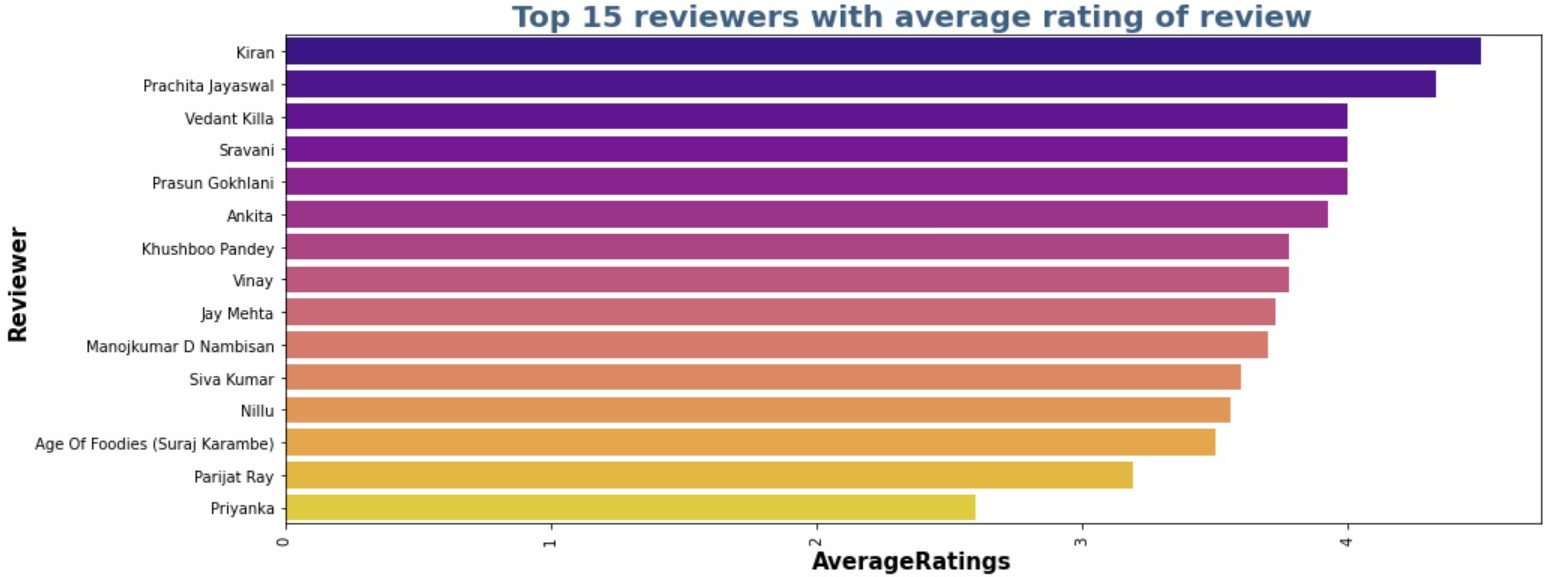 Top 15 reviewers with average rating of review
Kiran
Prachita Jayaswal
Vedant Killa
Sravani
Prasun Gokhlani
Ankita
Khushboo Pandey
Vinay
Jay Mehta
Manojkumar D Nambisan
Siva Kumar
Nillu
Age Of Foodies (Suraj Karambe)
Parijat Ray
Priyanka
Reviewer
0 1 2 3 4
AverageRatings